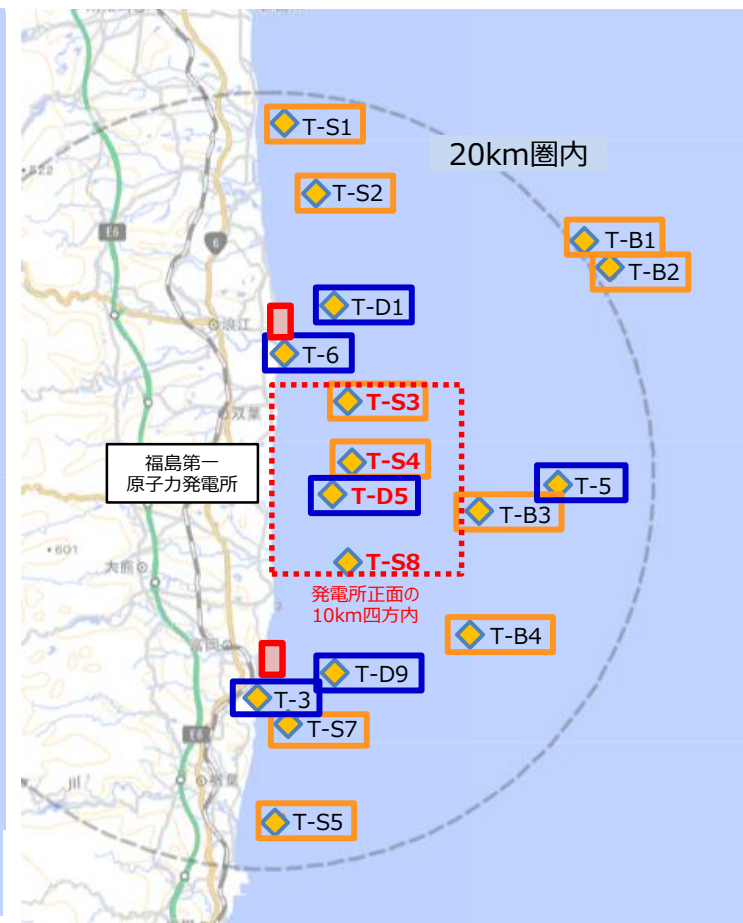 T-S1
20km圏内
522
T-S2
E6
6
T-B1
T-B2
T-D1
浪江
T-6
T-S3
双葉
福島第一
原子力発電所
T-S4
T-D5
T-5
T-B3
601
大熊
T-S8
発電所正面の
10km四方内
T-B4
富岡
T-D9
T-3
E6
T-S7
川
T-S5